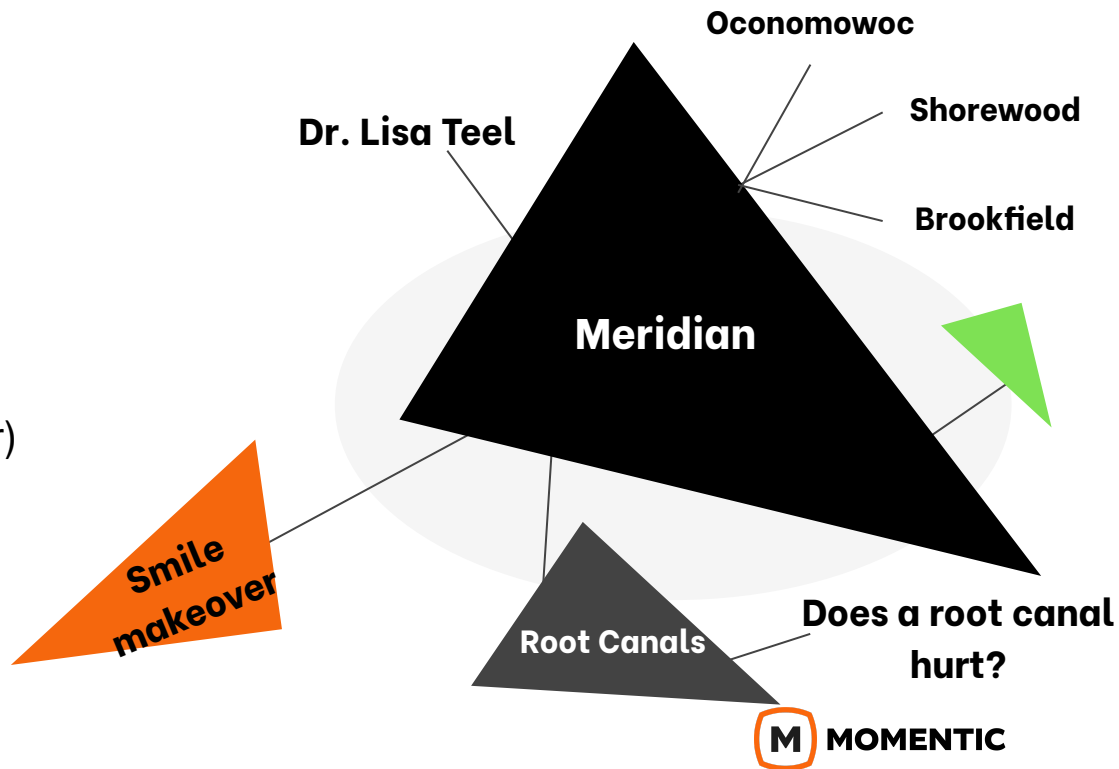 Oconomowoc
Shorewood
Dr. Lisa Teel
Brookfield
Meridian
r)
Smile
makeover
Root Canals
Does a root canal
hurt?
M MOMENTIC